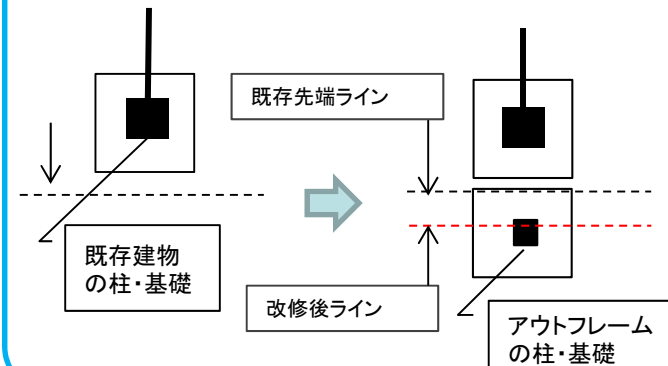 既存先端ライン
既存建物
の柱・基礎
改修後ライン
アウトフレーム
の柱・基礎